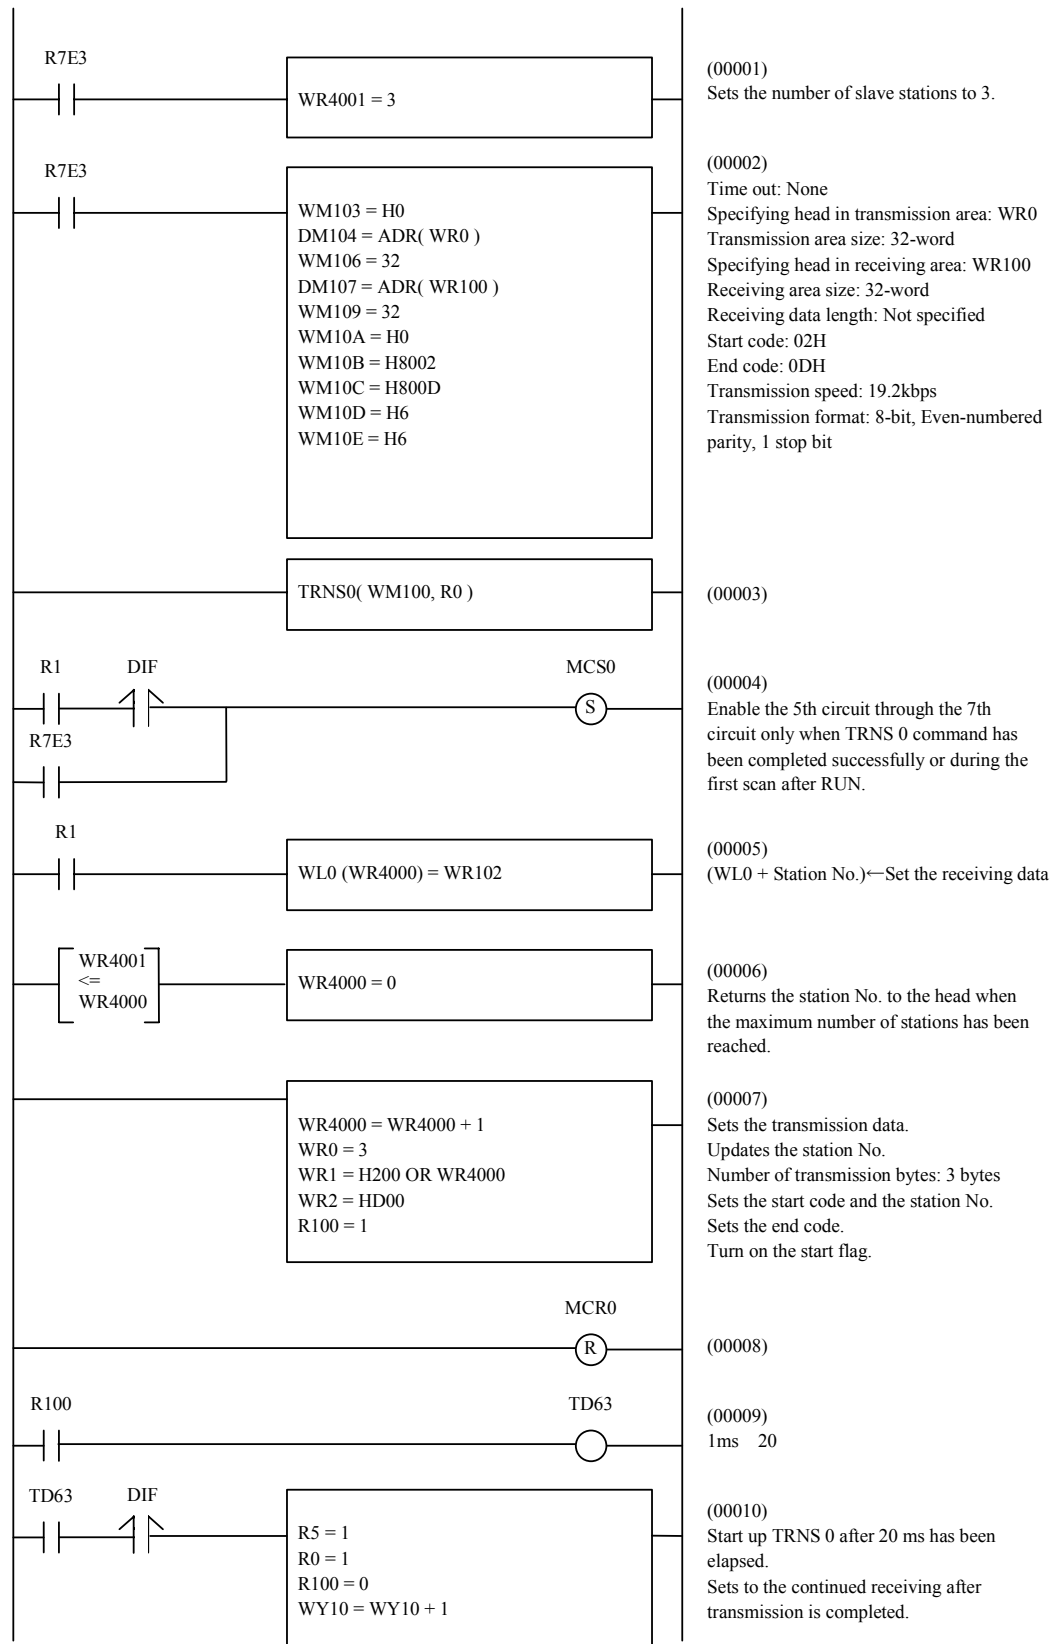 R7E3
WR4001 = 3
(00001)
Sets the number of slave stations to 3.
R7E3
WM103 = H0
DM104 = ADR( WR0 )
WM106 = 32
DM107 = ADR( WR100 )
WM109 = 32
WM10A = H0
WM10B = H8002
WM10C = H800D
WM10D = H6
WM10E = H6
(00002)
Time out: None
Specifying head in transmission area: WR0
Transmission area size: 32-word
Specifying head in receiving area: WR100
Receiving area size: 32-word
Receiving data length: Not specified
Start code: 02H
End code: 0DH
Transmission speed: 19.2kbps
Transmission format: 8-bit, Even-numbered
parity, 1 stop bit
TRNS0( WM100, R0 )
(00003)
R1 DIF MCS0
S
R7E3
(00004)
Enable the 5th circuit through the 7th
circuit only when TRNS 0 command has
been completed successfully or during the
first scan after RUN.
R1
WL0 (WR4000) = WR102
(00005)
(WL0 + Station No.)←Set the receiving data
WR4001
<=
WR4000
WR4000 = 0
(00006)
Returns the station No. to the head when
the maximum number of stations has been
reached.
WR4000 = WR4000 + 1
WR0 = 3
WR1 = H200 OR WR4000
WR2 = HD00
R100 = 1
(00007)
Sets the transmission data.
Updates the station No.
Number of transmission bytes: 3 bytes
Sets the start code and the station No.
Sets the end code.
Turn on the start flag.
MCR0
R
(00008)
R100 TD63
(00009)
1ms 20
TD63 DIF
R5 = 1
R0 = 1
R100 = 0
WY10 = WY10 + 1
(00010)
Start up TRNS 0 after 20 ms has been
elapsed.
Sets to the continued receiving after
transmission is completed.